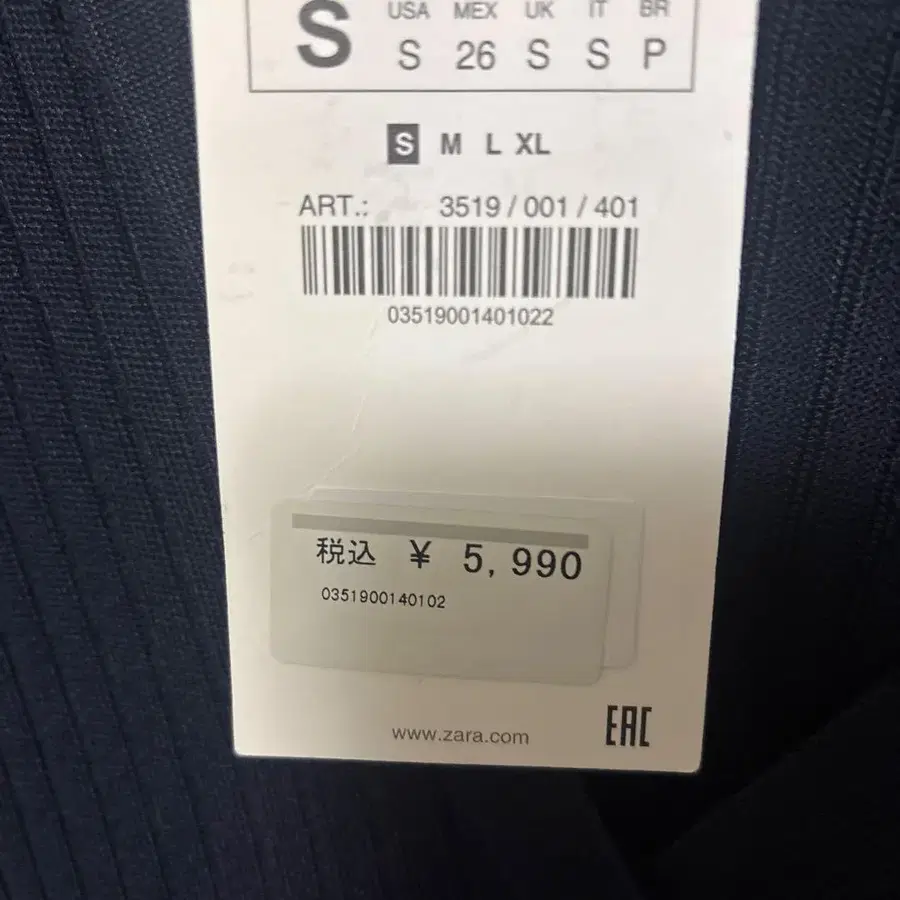 S USA MEX UK IT BR
S 26 S S P
S M L XL
ART.: 3519 / 001 / 401
03519001401022
税込 ¥ 5,990
0351900140102
www.zara.com
EAC